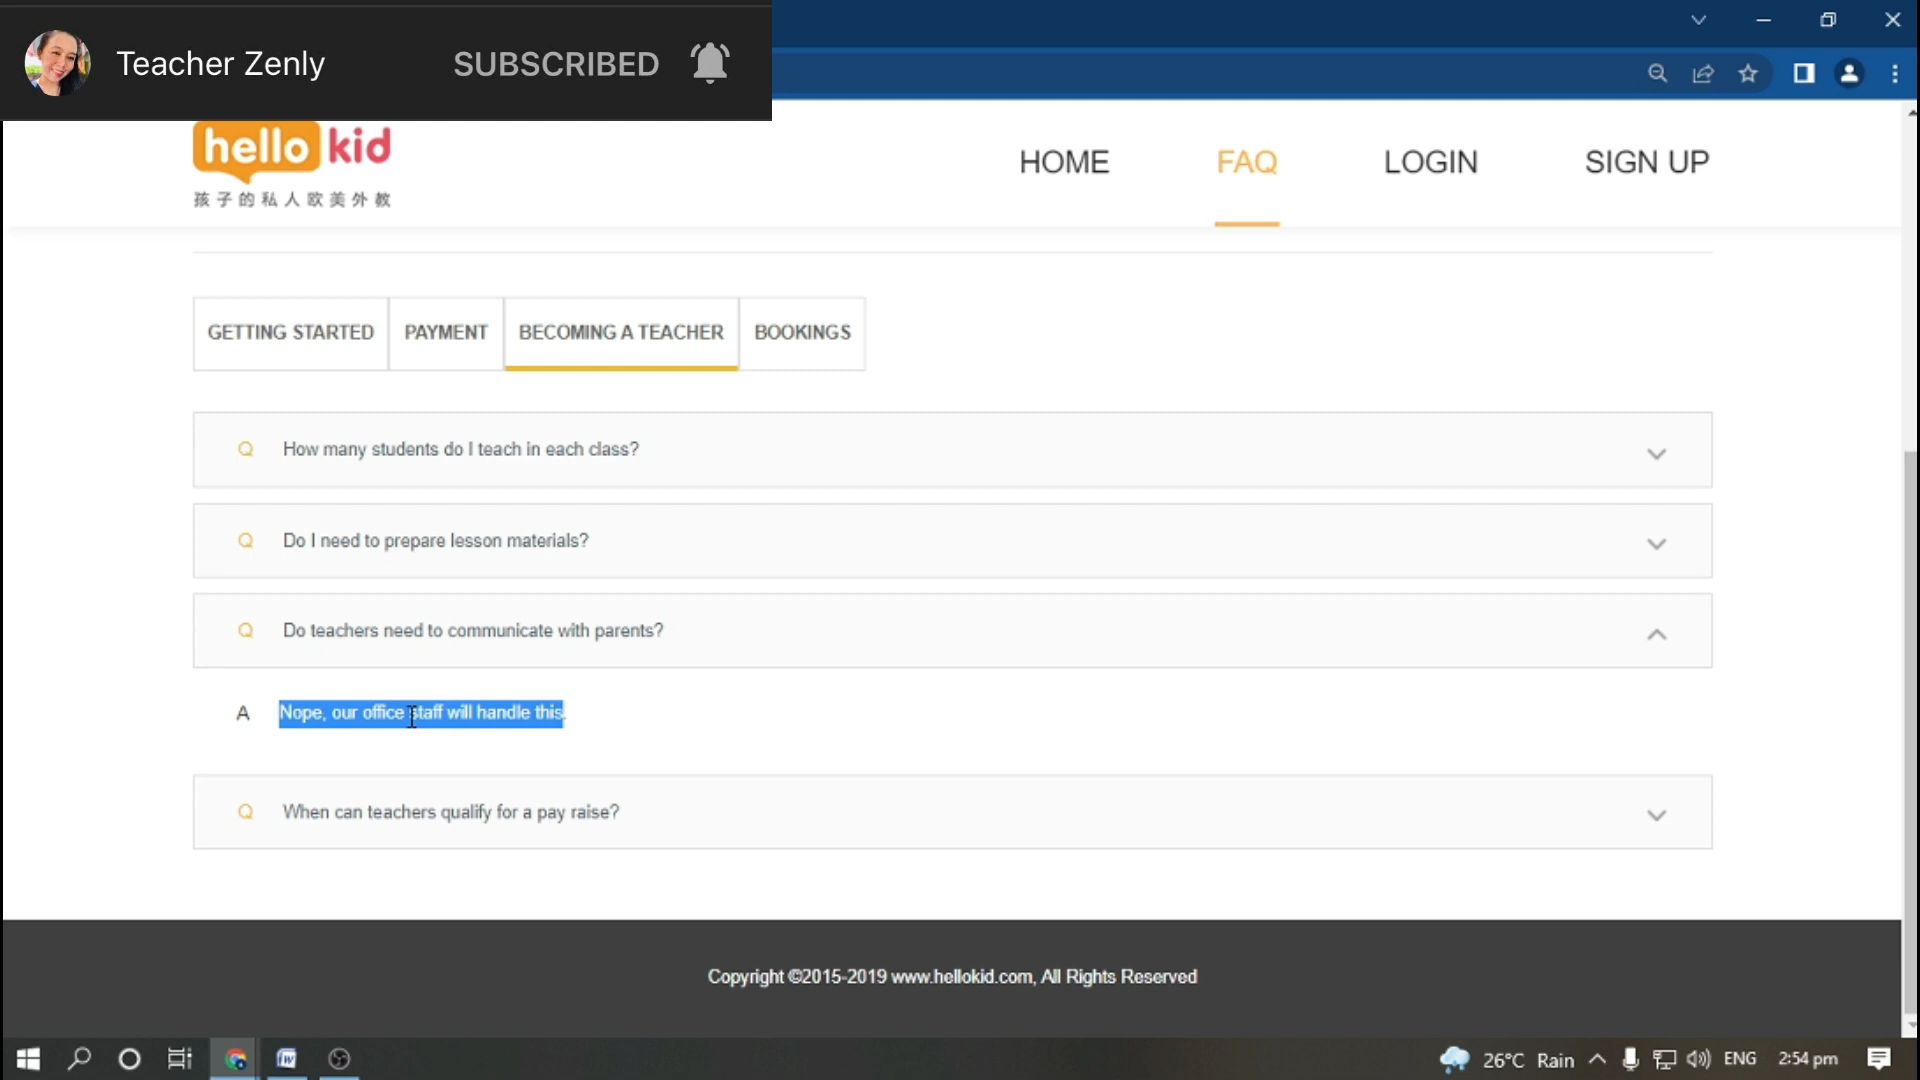 Teacher Zenly SUBSCRIBED
hello kid
孩子的私人欧美外教
HOME FAQ LOGIN SIGN UP
GETTING STARTED PAYMENT BECOMING A TEACHER BOOKINGS
Q How many students do I teach in each class?
Q Do I need to prepare lesson materials?
Q Do teachers need to communicate with parents?
A Nope, our office staff will handle this.
Q When can teachers qualify for a pay raise?
Copyright ©2015-2019 www.hellokid.com, All Rights Reserved
26°C Rain ENG 2:54 pm